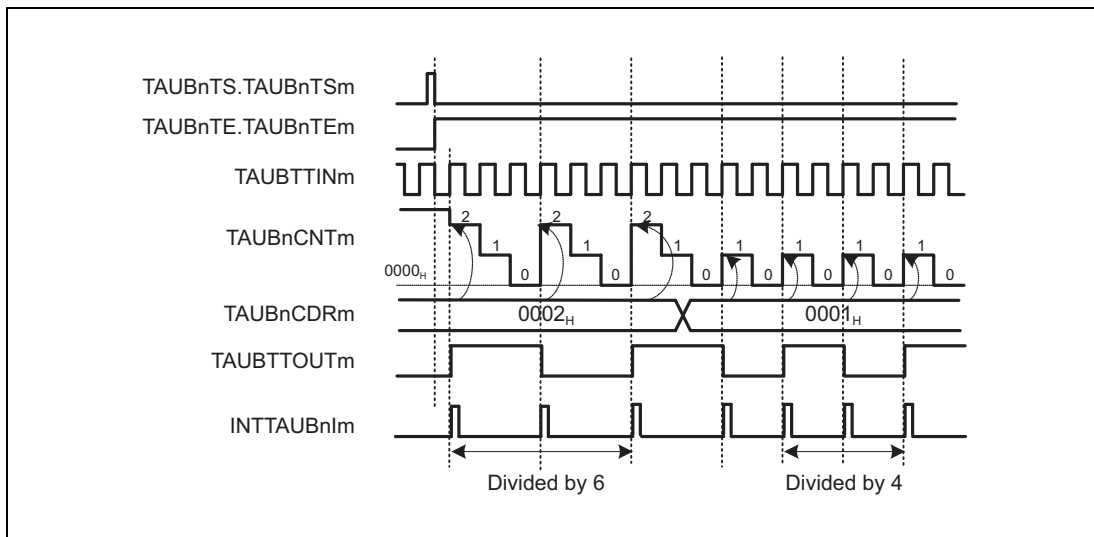 TAUBnTS.TAUBnTSm
TAUBnTE.TAUBnTEm
TAUBTTINm
TAUBnCNTm
2 1 0 2 1 0 2 1 0 1 0 1 0 1 0 1 0
0000H
TAUBnCDRm
0002H 0001H
TAUBTTOUTm
INTTAUBnIm
Divided by 6 Divided by 4